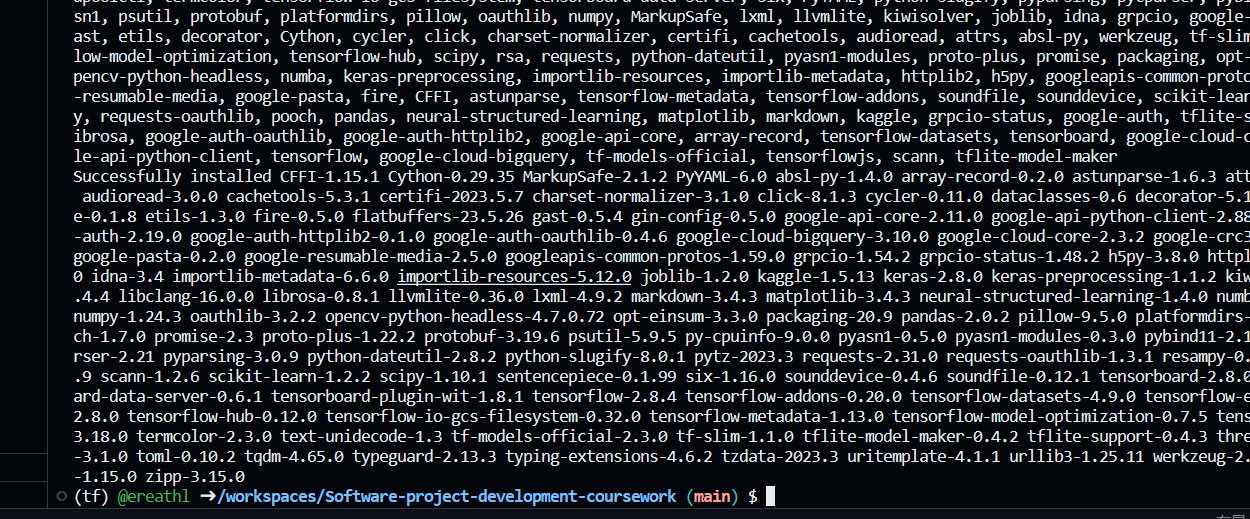 sn1, psutil, protobuf, platformdirs, pillow, oauthlib, numpy, MarkupSafe, lxml, llvmlite, kiwisolver, joblib, idna, grpcio, google-
ast, etils, decorator, Cython, cycler, click, charset-normalizer, certifi, cachetools, audioread, attrs, absl-py, werkzeug, tf-slim
low-model-optimization, tensorflow-hub, scipy, rsa, requests, python-dateutil, pyasn1-modules, proto-plus, promise, packaging, opt-
pencv-python-headless, numba, keras-preprocessing, importlib-resources, importlib-metadata, httplib2, h5py, googleapis-common-proto
-resumable-media, google-pasta, fire, CFFI, astunparse, tensorflow-metadata, tensorflow-addons, soundfile, sounddevice, scikit-lear
y, requests-oauthlib, pooch, pandas, neural-structured-learning, matplotlib, markdown, kaggle, grpcio-status, google-auth, tflite-s
ibrosa, google-auth-oauthlib, google-auth-httplib2, google-api-core, array-record, tensorflow-datasets, tensorboard, google-cloud-c
le-api-python-client, tensorflow, google-cloud-bigquery, tf-models-official, tensorflowjs, scann, tflite-model-maker
Successfully installed CFFI-1.15.1 Cython-0.29.35 MarkupSafe-2.1.2 PyYAML-6.0 absl-py-1.4.0 array-record-0.2.0 astunparse-1.6.3 att
audioread-3.0.0 cachetools-5.3.1 certifi-2023.5.7 charset-normalizer-3.1.0 click-8.1.3 cycler-0.11.0 dataclasses-0.6 decorator-5.1
e-0.1.8 etils-1.3.0 fire-0.5.0 flatbuffers-23.5.26 gast-0.5.4 gin-config-0.5.0 google-api-core-2.11.0 google-api-python-client-2.88
-auth-2.19.0 google-auth-httplib2-0.1.0 google-auth-oauthlib-0.4.6 google-cloud-bigquery-3.10.0 google-cloud-core-2.3.2 google-crc3
google-pasta-0.2.0 google-resumable-media-2.5.0 googleapis-common-protos-1.59.0 grpcio-1.54.2 grpcio-status-1.48.2 h5py-3.8.0 httpl
0 idna-3.4 importlib-metadata-6.6.0 importlib-resources-5.12.0 joblib-1.2.0 kaggle-1.5.13 keras-2.8.0 keras-preprocessing-1.1.2 kiw
.4.4 libclang-16.0.0 librosa-0.8.1 llvmlite-0.36.0 lxml-4.9.2 markdown-3.4.3 matplotlib-3.4.3 neural-structured-learning-1.4.0 numb
numpy-1.24.3 oauthlib-3.2.2 opencv-python-headless-4.7.0.72 opt-einsum-3.3.0 packaging-20.9 pandas-2.0.2 pillow-9.5.0 platformdirs-
ch-1.7.0 promise-2.3 proto-plus-1.22.2 protobuf-3.19.6 psutil-5.9.5 py-cpuinfo-9.0.0 pyasn1-0.5.0 pyasn1-modules-0.3.0 pybind11-2.1
rser-2.21 pyparsing-3.0.9 python-dateutil-2.8.2 python-slugify-8.0.1 pytz-2023.3 requests-2.31.0 requests-oauthlib-1.3.1 resampy-0.
.9 scann-1.2.6 scikit-learn-1.2.2 scipy-1.10.1 sentencepiece-0.1.99 six-1.16.0 sounddevice-0.4.6 soundfile-0.12.1 tensorboard-2.8.0
ard-data-server-0.6.1 tensorboard-plugin-wit-1.8.1 tensorflow-2.8.4 tensorflow-addons-0.20.0 tensorflow-datasets-4.9.0 tensorflow-e
2.8.0 tensorflow-hub-0.12.0 tensorflow-io-gcs-filesystem-0.32.0 tensorflow-metadata-1.13.0 tensorflow-model-optimization-0.7.5 tens
3.18.0 termcolor-2.3.0 text-unidecode-1.3 tf-models-official-2.3.0 tf-slim-1.1.0 tflite-model-maker-0.4.2 tflite-support-0.4.3 thre
-3.1.0 toml-0.10.2 tqdm-4.65.0 typeguard-2.13.3 typing-extensions-4.6.2 tzdata-2023.3 uritemplate-4.1.1 urllib3-1.25.11 werkzeug-2.
-1.15.0 zipp-3.15.0
(tf) @ereathl ➜/workspaces/Software-project-development-coursework (main) $